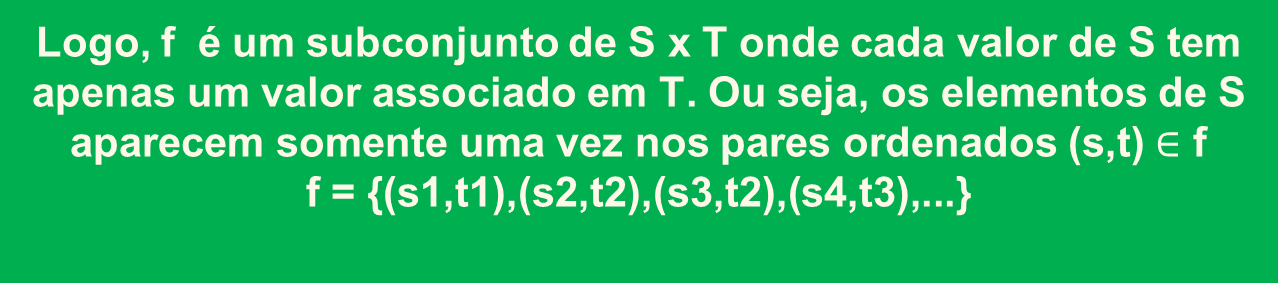 Logo, f é um subconjunto de S x T onde cada valor de S tem
apenas um valor associado em T. Ou seja, os elementos de S
aparecem somente uma vez nos pares ordenados (s,t) ∈ f
f = {(s1,t1),(s2,t2),(s3,t2),(s4,t3),...}